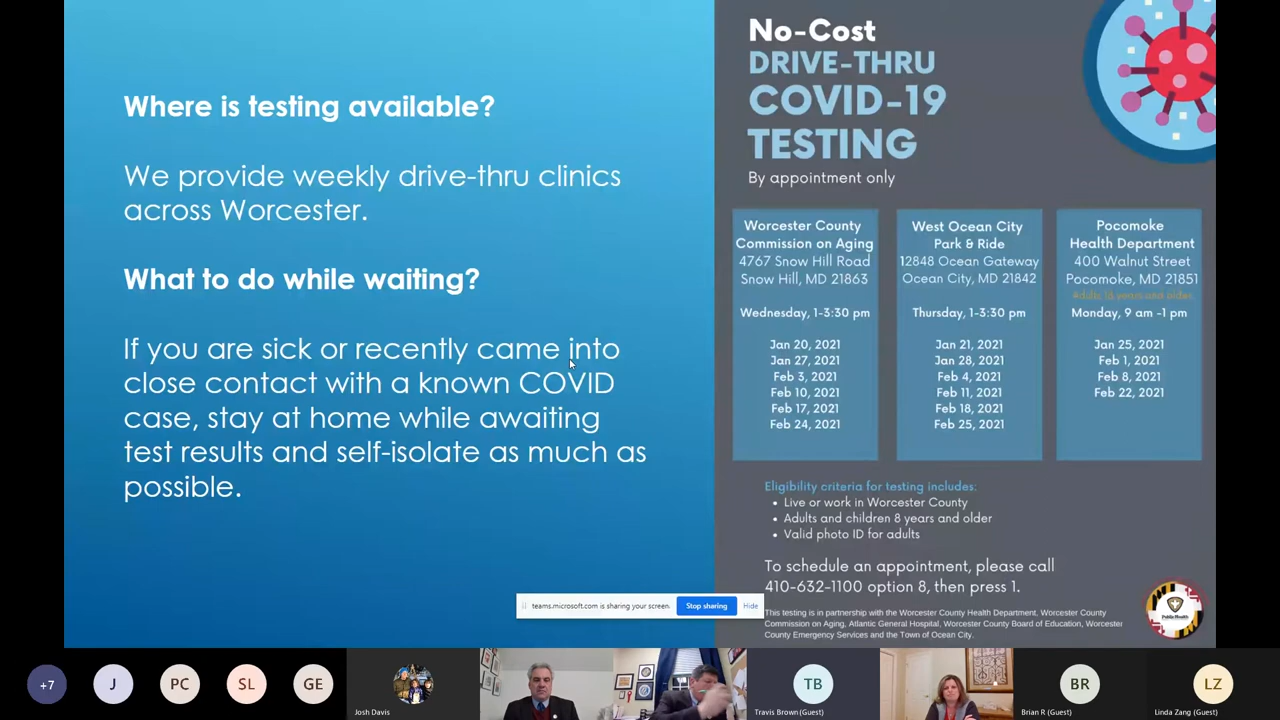 Where is testing available?
We provide weekly drive-thru clinics
across Worcester.
What to do while waiting?
If you are sick or recently came into
close contact with a known COVID
case, stay at home while awaiting
test results and self-isolate as much as
possible.
No-Cost
DRIVE-THRU
COVID-19
TESTING
By appointment only
Worcester County
Commission on Aging
4767 Snow Hill Road
Snow Hill, MD 21863
Wednesday, 1-3:30 pm
Jan 20, 2021
Jan 27, 2021
Feb 3, 2021
Feb 10, 2021
Feb 17, 2021
Feb 24, 2021
West Ocean City
Park & Ride
12848 Ocean Gateway
Ocean City, MD 21842
Thursday, 1-3:30 pm
Jan 21, 2021
Jan 28, 2021
Feb 4, 2021
Feb 11, 2021
Feb 18, 2021
Feb 25, 2021
Pocomoke
Health Department
400 Walnut Street
Pocomoke, MD 21851
Adults 18 years and older
Monday, 9 am -1 pm
Jan 25, 2021
Feb 1, 2021
Feb 8, 2021
Feb 22, 2021
Eligibility criteria for testing includes:
• Live or work in Worcester County
• Adults and children 8 years and older
• Valid photo ID for adults
To schedule an appointment, please call
410-632-1100 option 8, then press 1.
This testing is in partnership with the Worcester County Health Department, Worcester County
Commission on Aging, Atlantic General Hospital, Worcester County Board of Education, Worcester
County Emergency Services and the Town of Ocean City.
Public Health
teams.microsoft.com is sharing your screen.
Stop sharing
Hide
+7
J
PC
SL
GE
Josh Davis
TB
Travis Brown (Guest)
BR
Brian R (Guest)
LZ
Linda Zang (Guest)